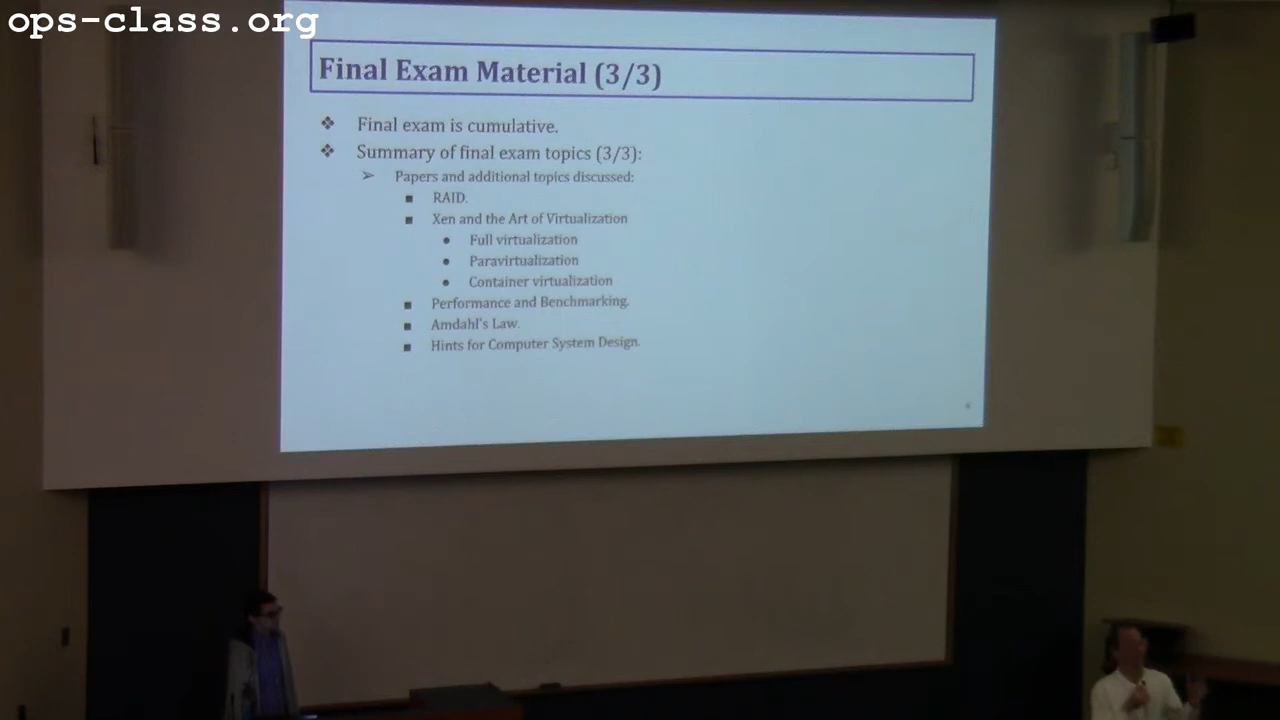 ops-class.org
Final Exam Material (3/3)
❖ Final exam is cumulative.
❖ Summary of final exam topics (3/3):
➢ Papers and additional topics discussed:
▪ RAID.
▪ Xen and the Art of Virtualization
• Full virtualization
• Paravirtualization
• Container virtualization
▪ Performance and Benchmarking.
▪ Amdahl's Law.
▪ Hints for Computer System Design.